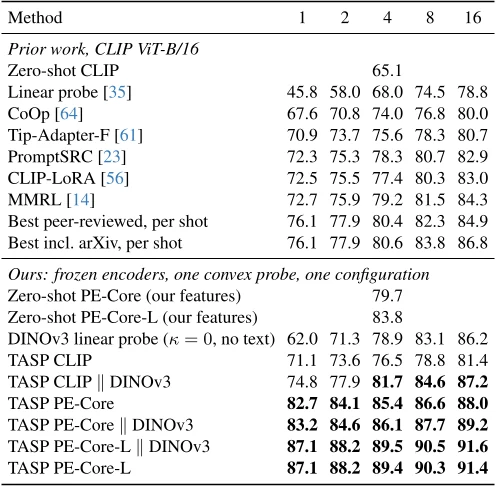 Method 1 2 4 8 16
Prior work, CLIP ViT-B/16
Zero-shot CLIP 65.1
Linear probe [35] 45.8 58.0 68.0 74.5 78.8
CoOp [64] 67.6 70.8 74.0 76.8 80.0
Tip-Adapter-F [61] 70.9 73.7 75.6 78.3 80.7
PromptSRC [23] 72.3 75.3 78.3 80.7 82.9
CLIP-LoRA [56] 72.5 75.5 77.4 80.3 83.0
MMRL [14] 72.7 75.9 79.2 81.5 84.3
Best peer-reviewed, per shot 76.1 77.9 80.4 82.3 84.9
Best incl. arXiv, per shot 76.1 77.9 80.6 83.8 86.8
Ours: frozen encoders, one convex probe, one configuration
Zero-shot PE-Core (our features) 79.7
Zero-shot PE-Core-L (our features) 83.8
DINOv3 linear probe (κ = 0, no text) 62.0 71.3 78.9 83.1 86.2
TASP CLIP 71.1 73.6 76.5 78.8 81.4
TASP CLIP ∥ DINOv3 74.8 77.9 81.7 84.6 87.2
TASP PE-Core 82.7 84.1 85.4 86.6 88.0
TASP PE-Core ∥ DINOv3 83.2 84.6 86.1 87.7 89.2
TASP PE-Core-L ∥ DINOv3 87.1 88.2 89.5 90.5 91.6
TASP PE-Core-L 87.1 88.2 89.4 90.3 91.4